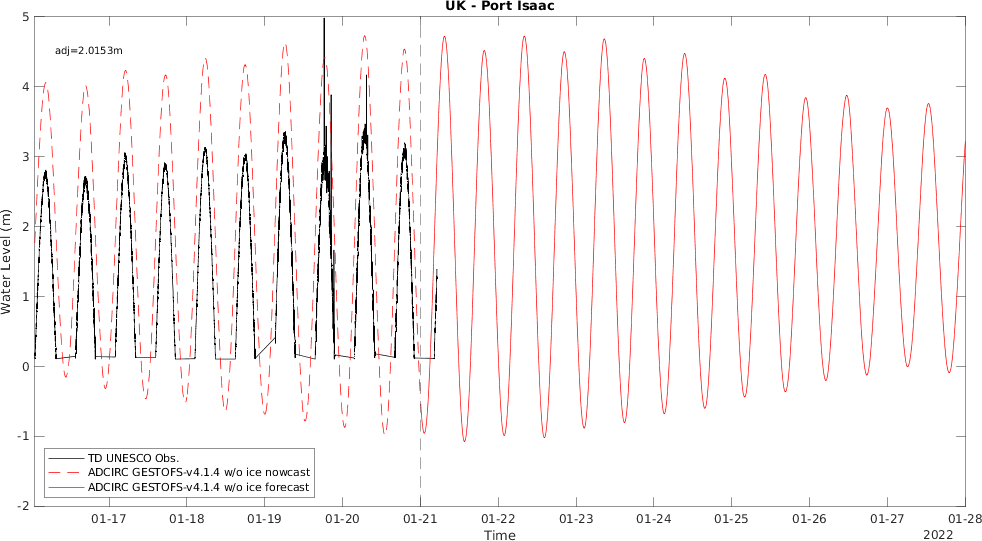 UK - Port Isaac
adj=2.0153m
5
4
3
2
1
0
-1
-2
Water Level (m)
TD UNESCO Obs.
ADCIRC GESTOFS-v4.1.4 w/o ice nowcast
ADCIRC GESTOFS-v4.1.4 w/o ice forecast
01-17 01-18 01-19 01-20 01-21 01-22 01-23 01-24 01-25 01-26 01-27 01-28
Time
2022